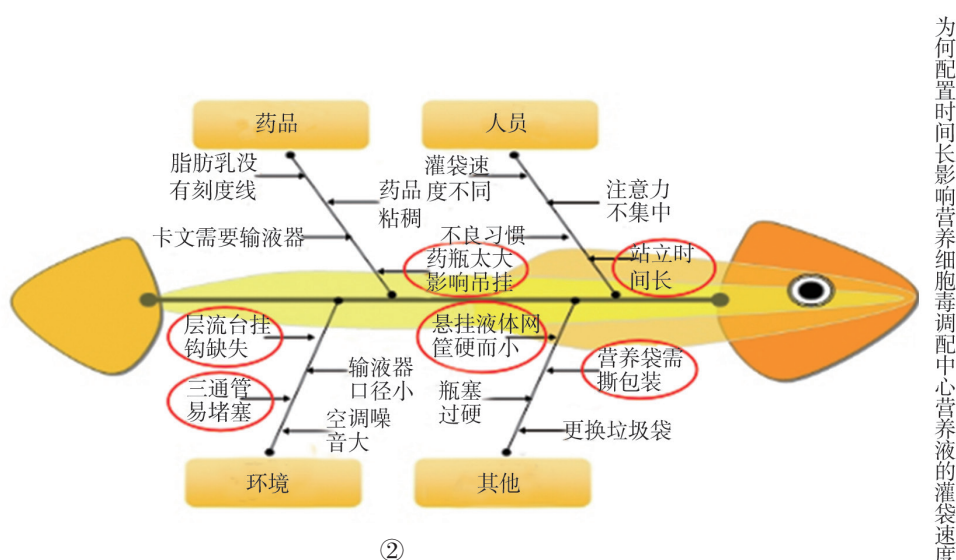 药品
人员
脂肪乳没
有刻度线
药品
粘稠
卡文需要输液器
药瓶太大
影响吊挂
灌袋速
度不同
注意力
不集中
不良习惯
站立时
间长
层流台挂
钩缺失
输液器
口径小
三通管
易堵塞
空调噪
音大
悬挂液体网
筐硬而小
营养袋需
撕包装
瓶塞
过硬
更换垃圾袋
环境
其他
②
为何配置时间长影响营养细胞毒调配中心营养液的灌袋速度